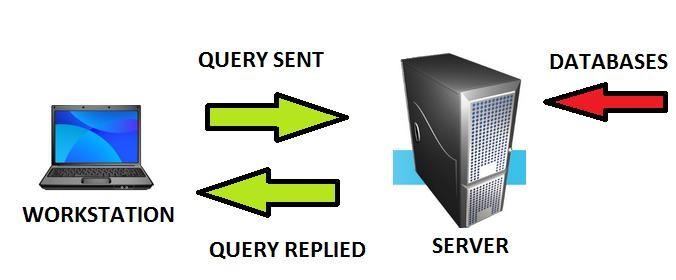 QUERY SENT
DATABASES
WORKSTATION
QUERY REPLIED
SERVER